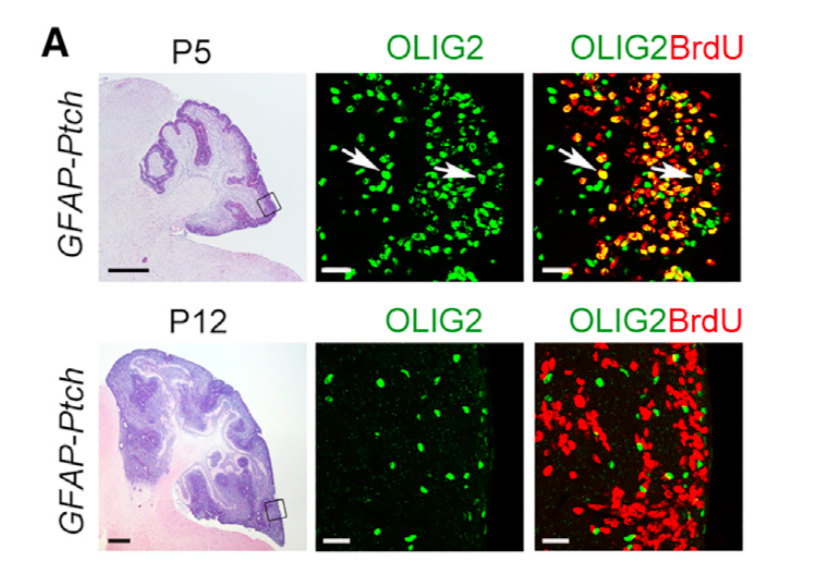 A
P5 OLIG2 OLIG2BrdU
GFAP-Ptch
P12 OLIG2 OLIG2BrdU
GFAP-Ptch